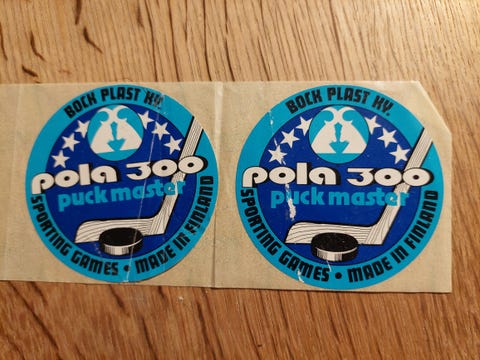 BOCK PLAST KY.
pola 300
puck master
SPORTING GAMES • MADE IN FINLAND
BOCK PLAST KY.
pola 300
puck master
SPORTING GAMES • MADE IN FINLAND